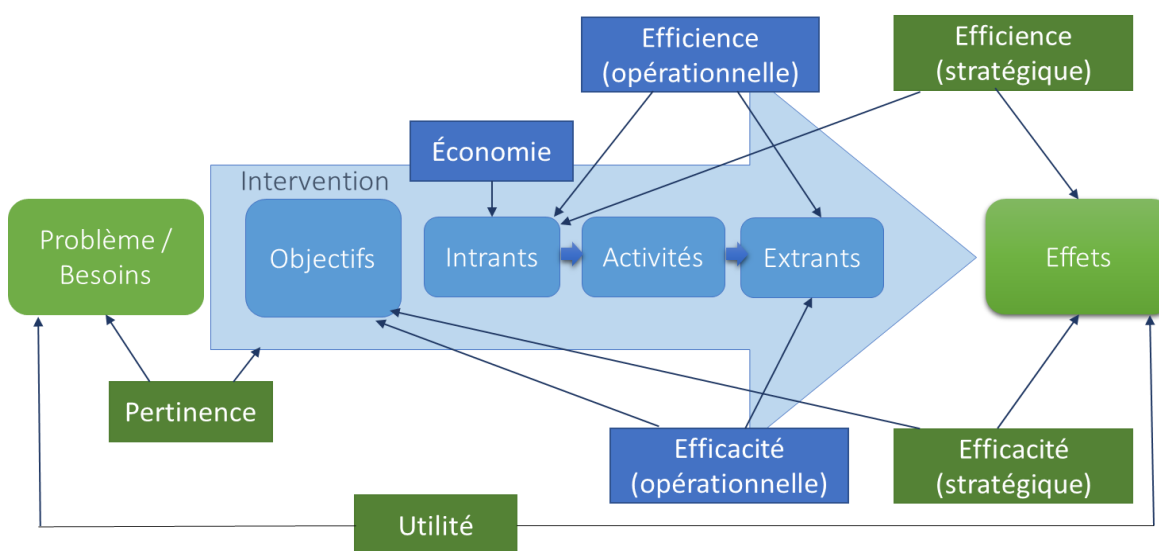 Efficience
(opérationnelle)
Efficience
(stratégique)
Économie
Intervention
Problème /
Besoins
Objectifs
Intrants
Activités
Extrants
Effets
Pertinence
Efficacité
(opérationnelle)
Efficacité
(stratégique)
Utilité